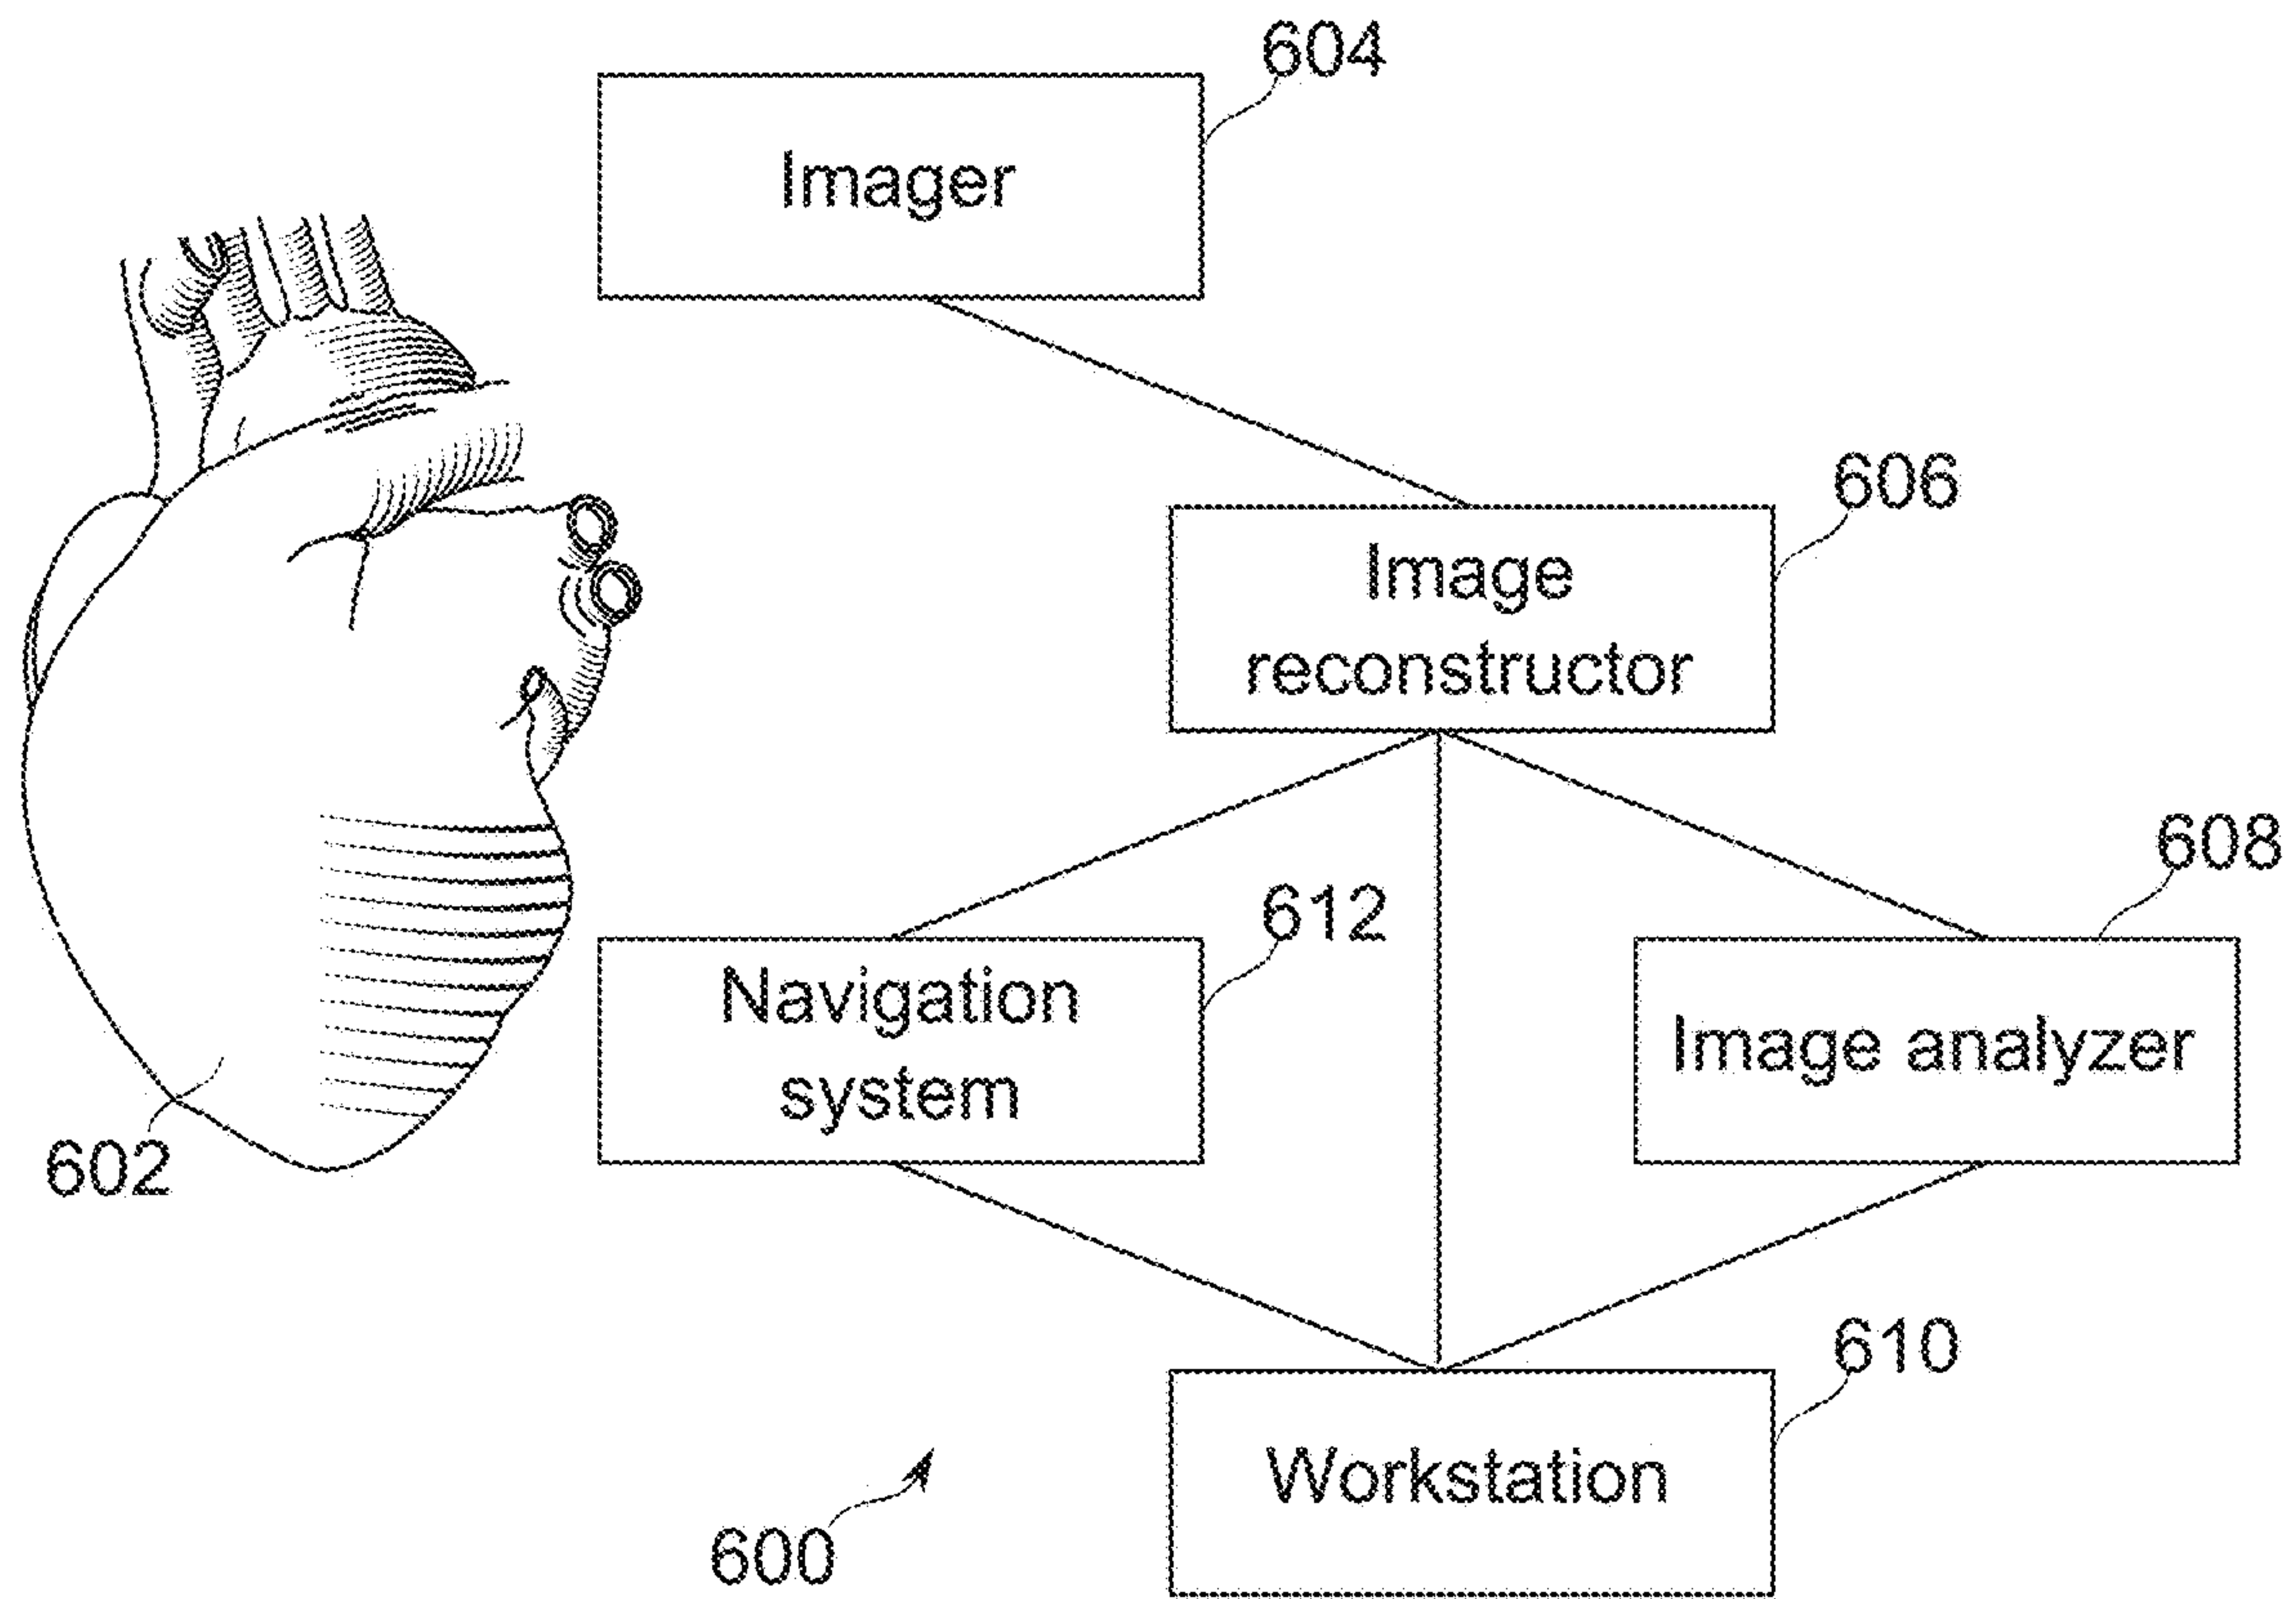 604
Imager
606
Image
reconstructor
608
612
Navigation
system
Image analyzer
602
610
Workstation
600